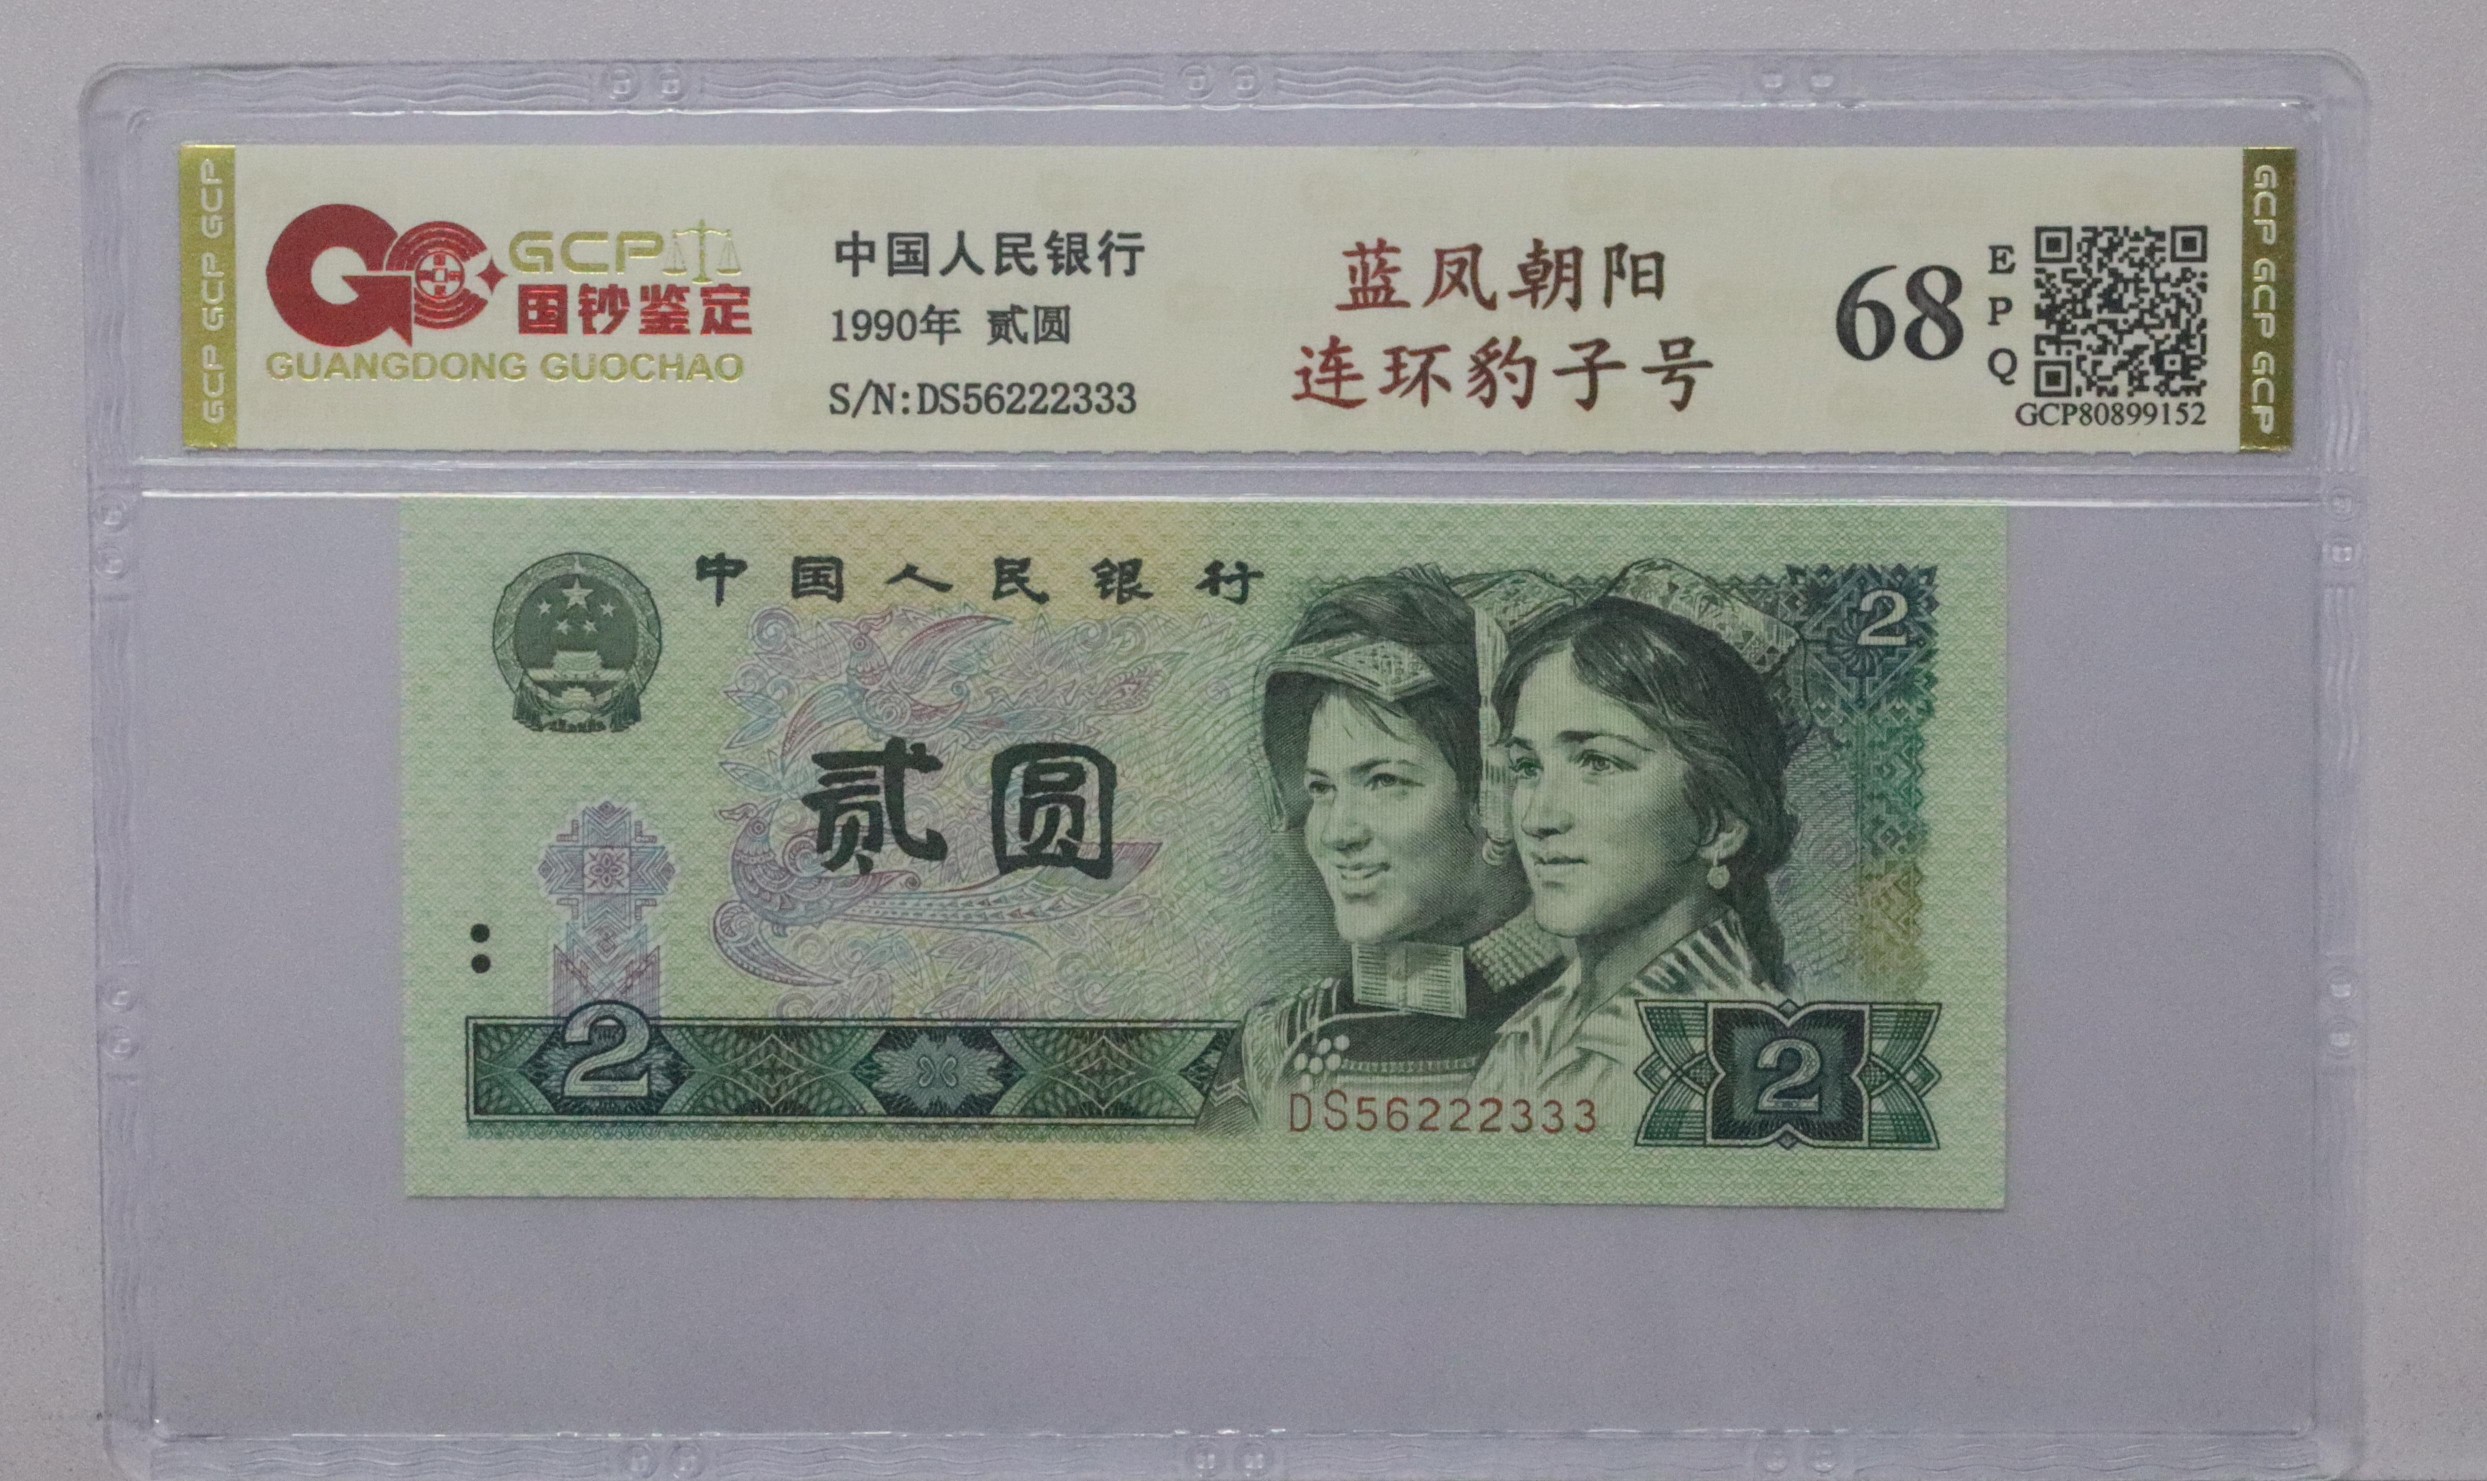 GCP GCP GCP
GCP
国钞鉴定
GUANGDONG GUOCHAO
中国人民银行
1990年 贰圆
S/N:DS56222333
蓝凤朝阳
连环豹子号
68
E
P
Q
GCP80899152
GCP GCP GCP
中国人民银行
2
贰圆
2
DS56222333
2